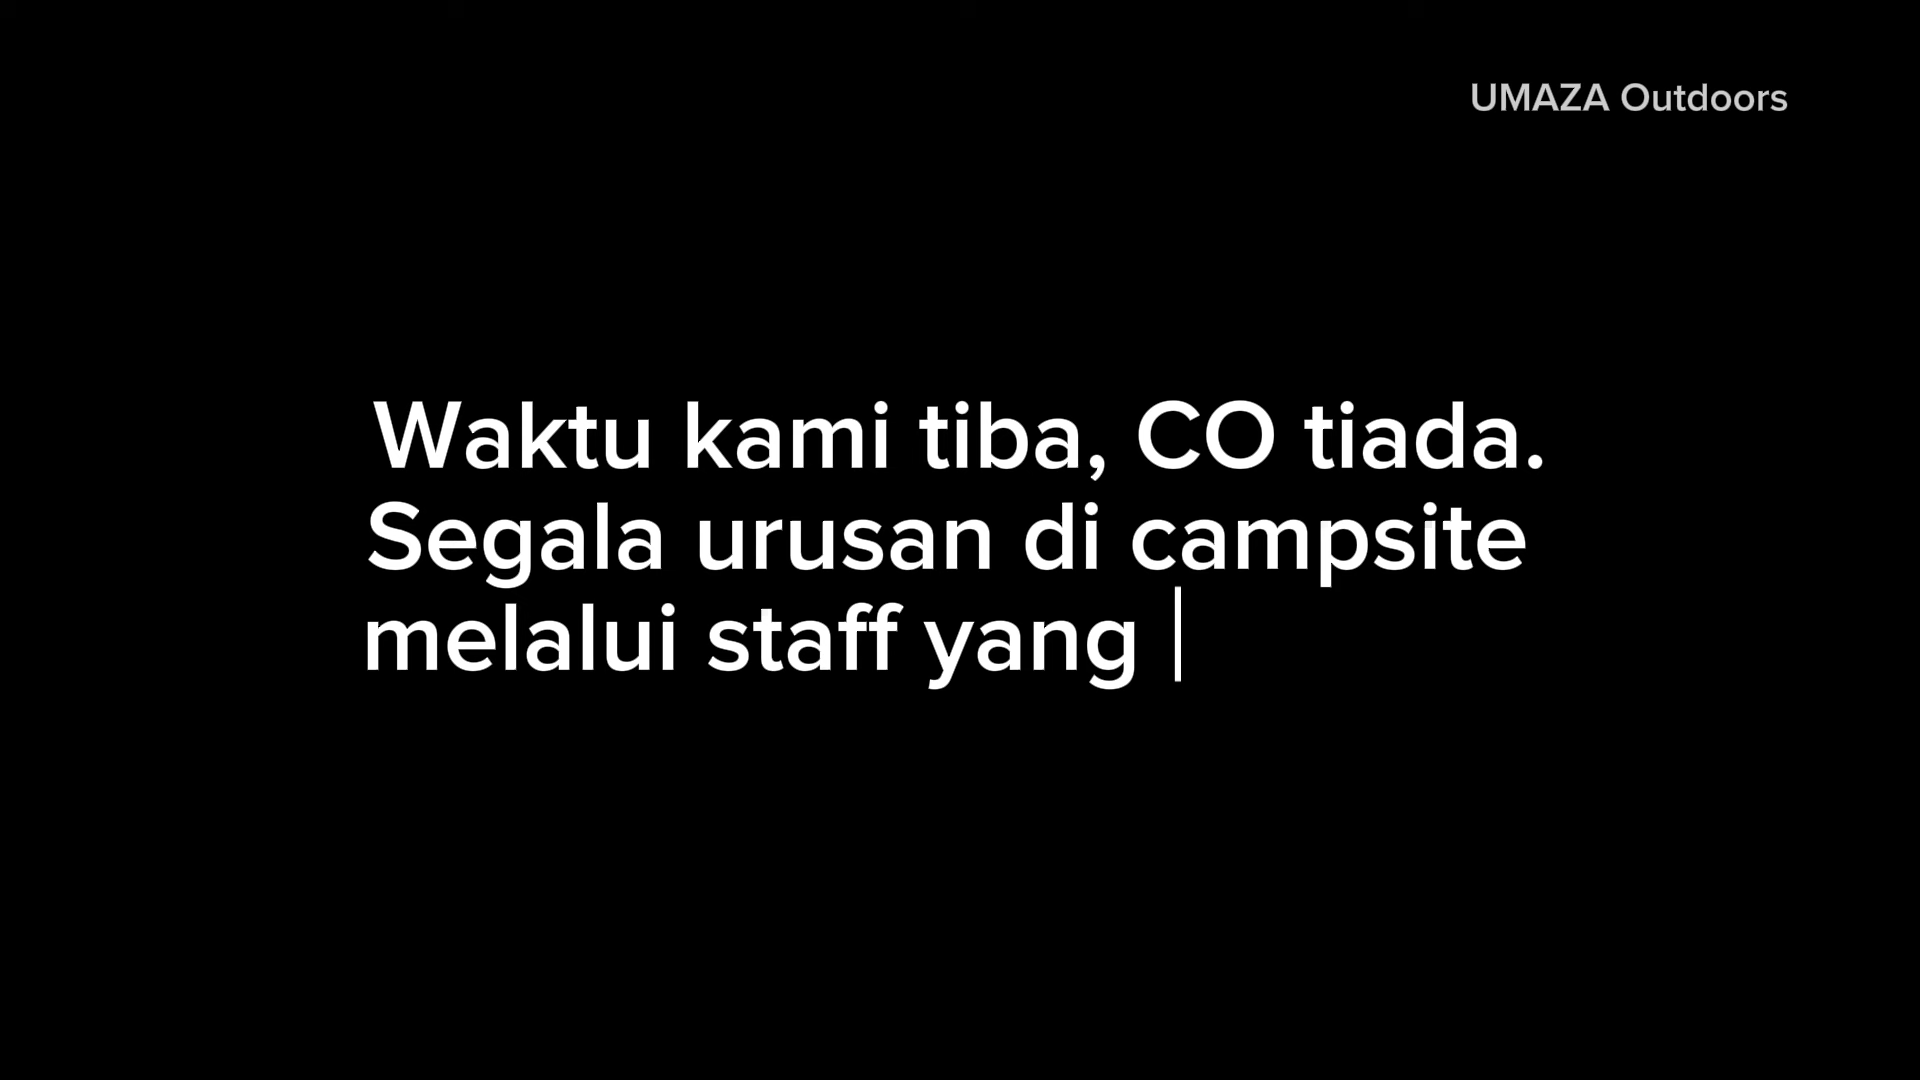 UMAZA Outdoors
Waktu kami tiba, CO tiada.
Segala urusan di campsite
melalui staff yang